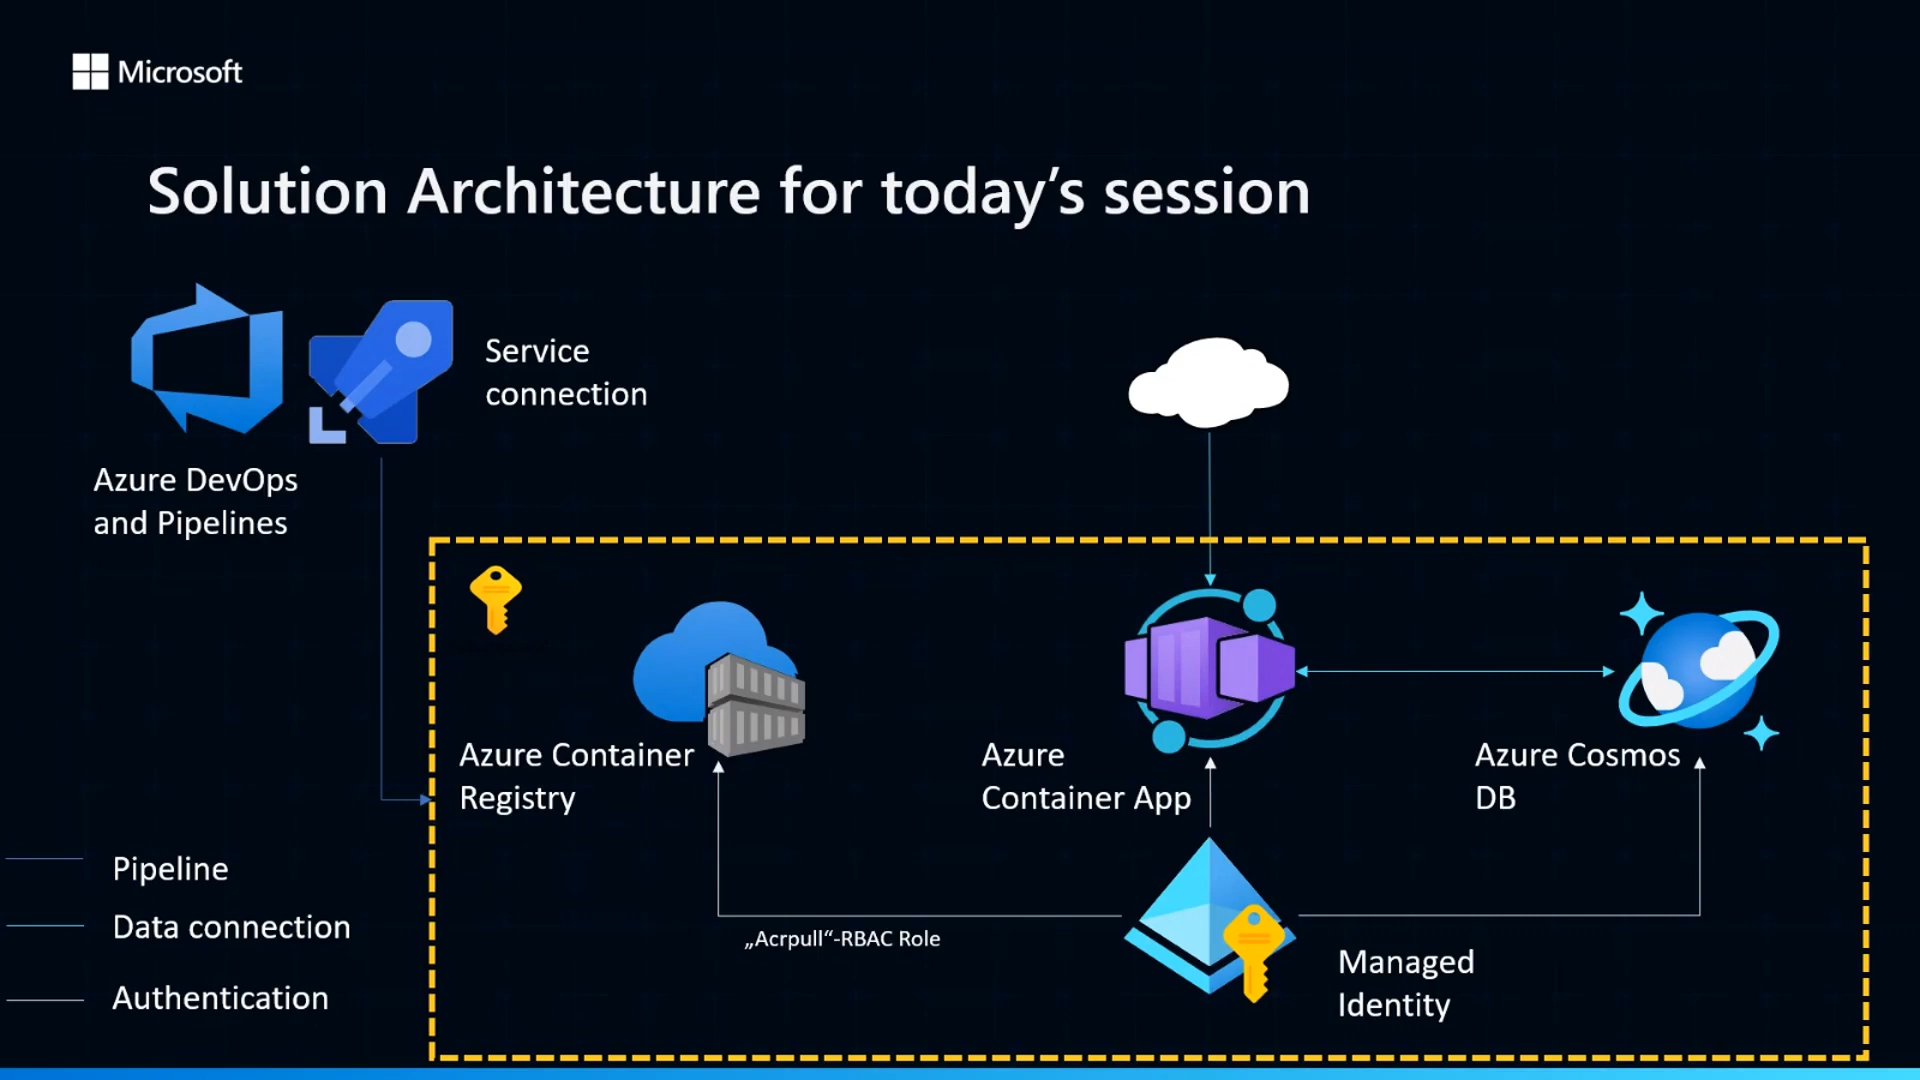 Microsoft
Solution Architecture for today's session
Service
connection
Azure DevOps
and Pipelines
Azure Container
Registry
Azure
Container App
Azure Cosmos
DB
Pipeline
Data connection
Authentication
„Acrpull“-RBAC Role
Managed
Identity